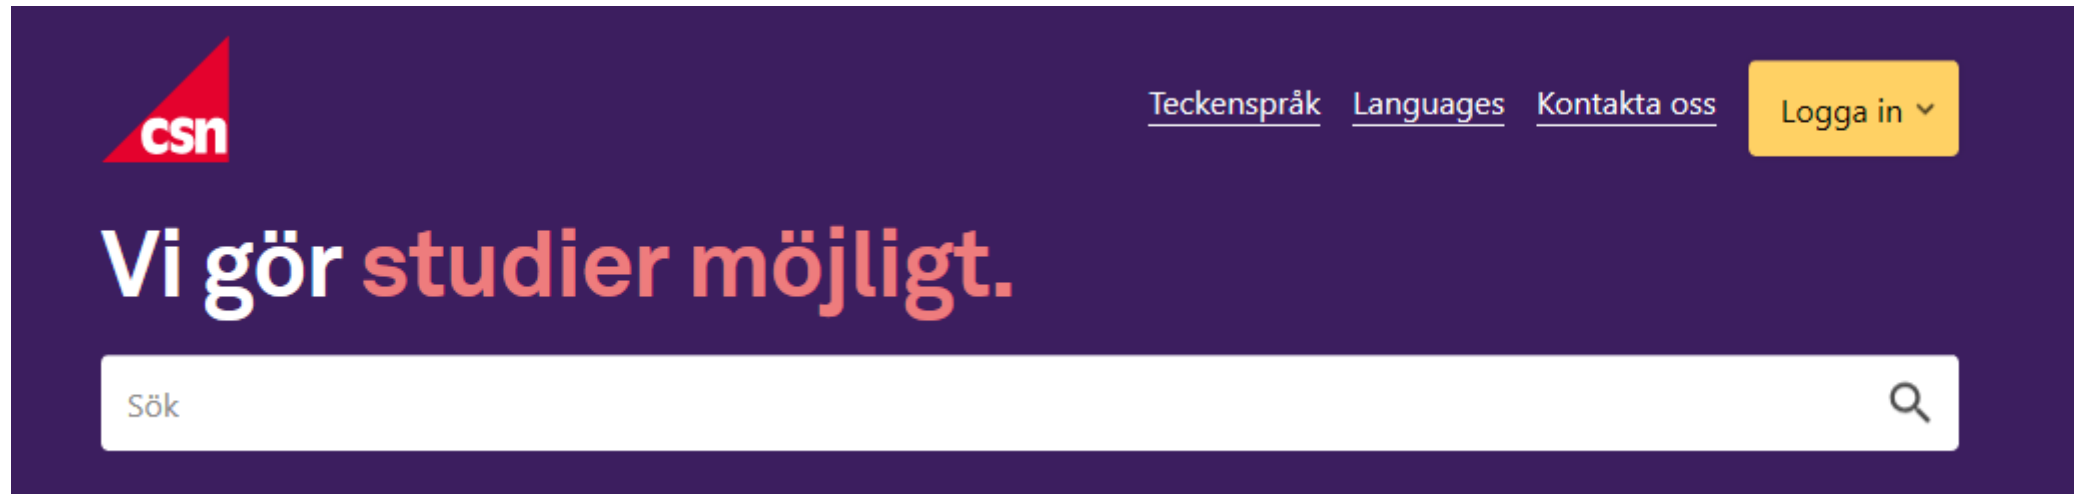 csn
Teckenspråk Languages Kontakta oss Logga in
Vi gör studier möjligt.
Sök